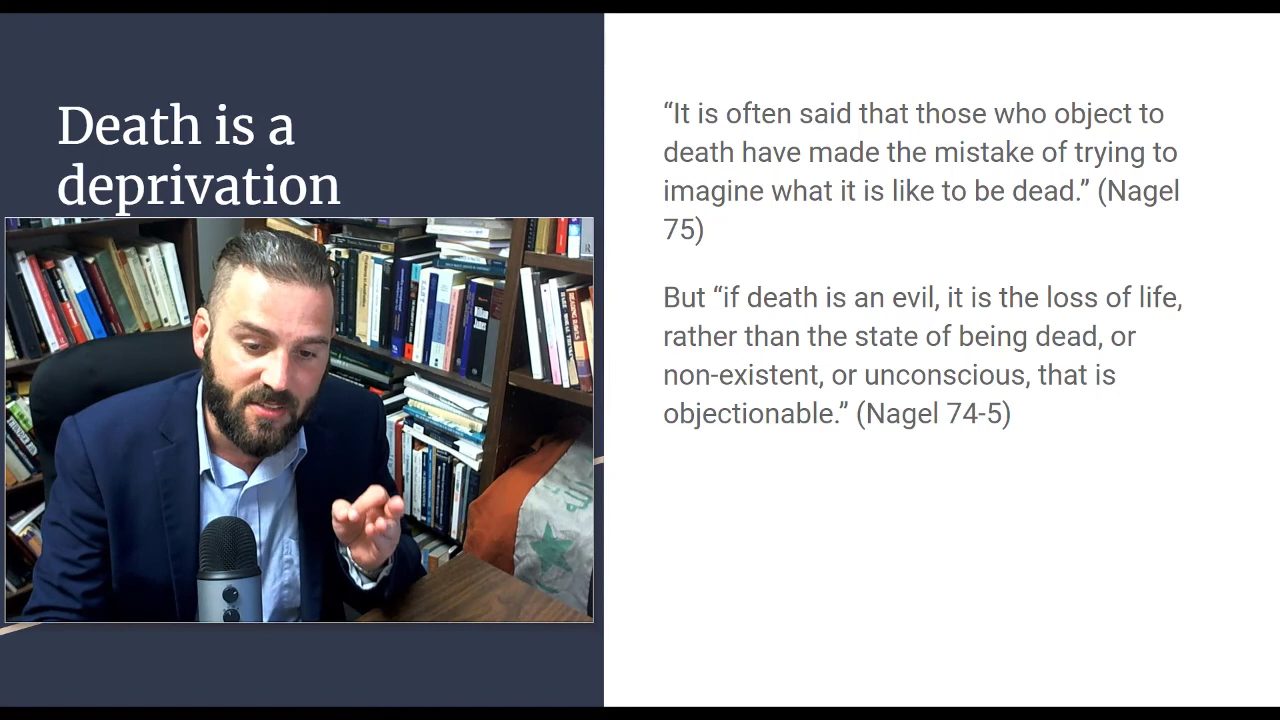 Death is a
deprivation
“It is often said that those who object to
death have made the mistake of trying to
imagine what it is like to be dead.” (Nagel
75)
But “if death is an evil, it is the loss of life,
rather than the state of being dead, or
non-existent, or unconscious, that is
objectionable.” (Nagel 74-5)
William
James